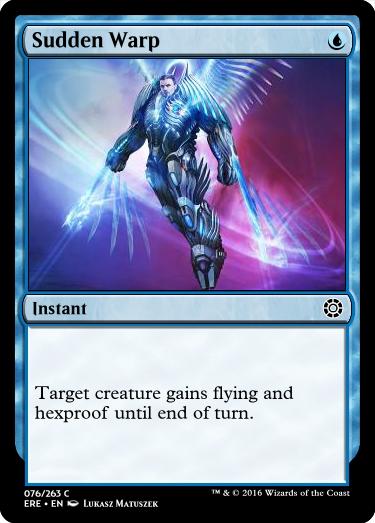 Sudden Warp
Instant
Target creature gains flying and
hexproof until end of turn.
076/263 C
ERE • EN Lukasz Matuszek
™ & © 2016 Wizards of the Coast